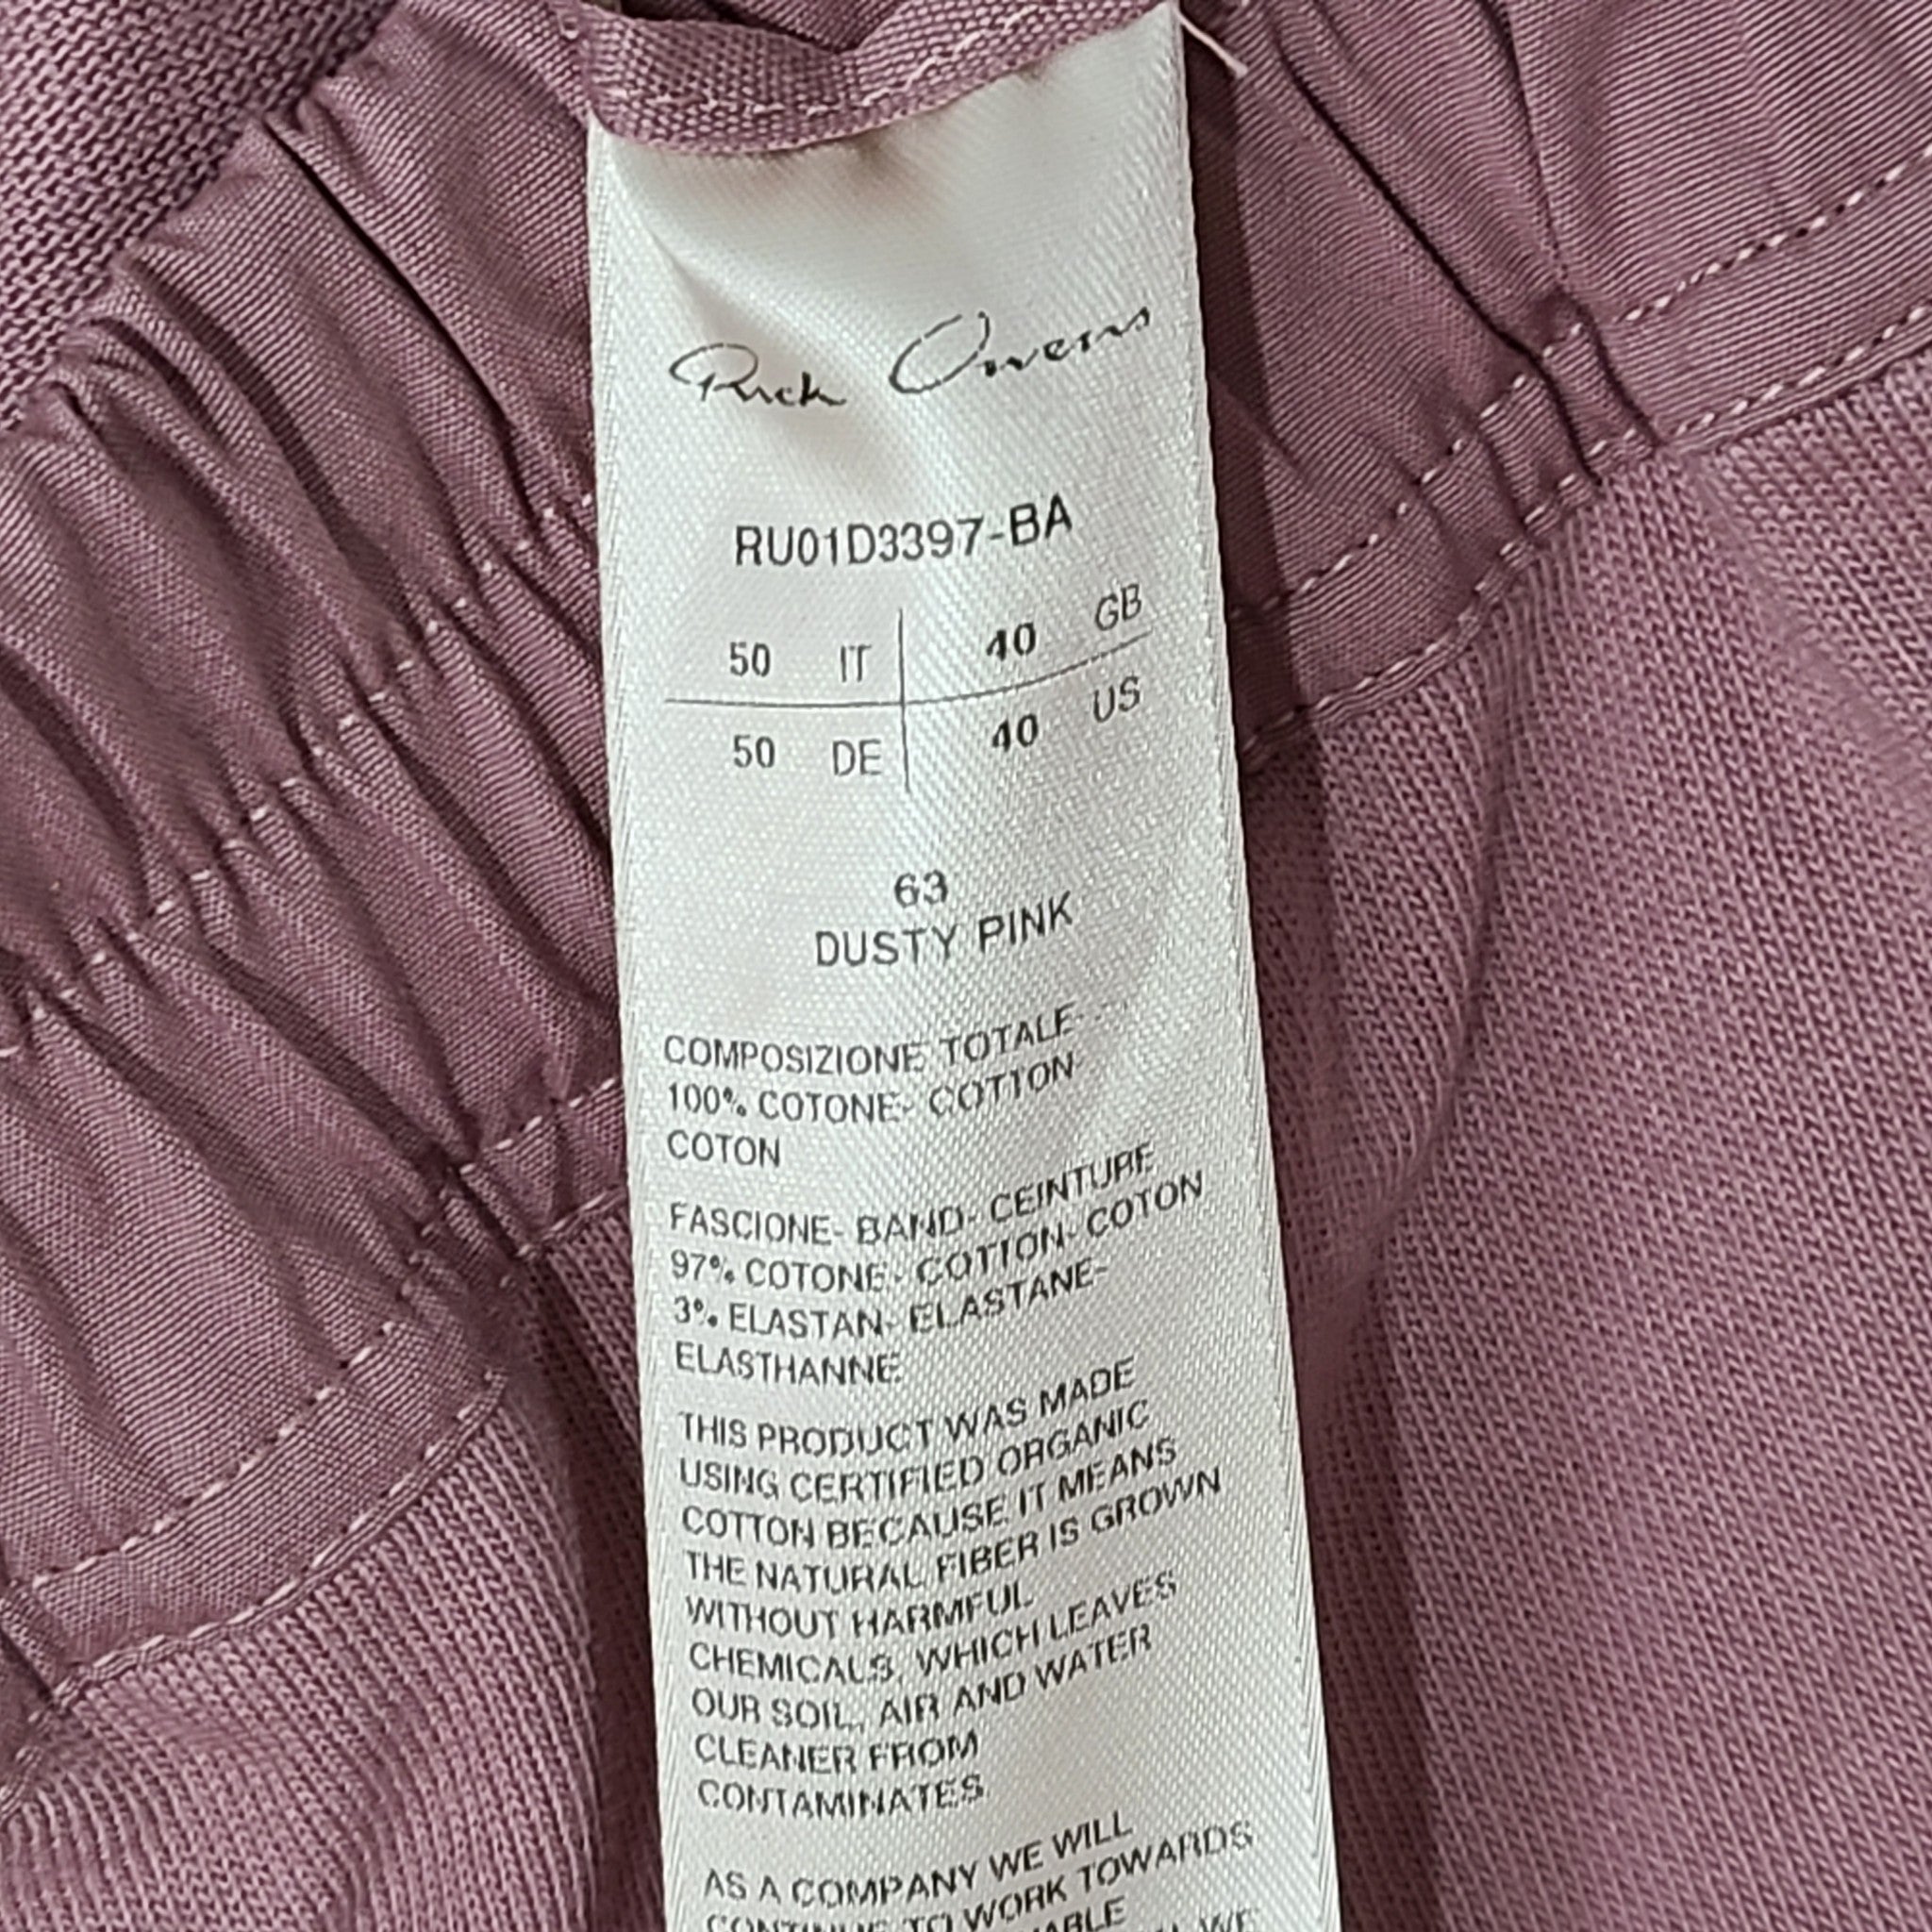 Rick Owens
RU01D3397-BA
50 IT 40 GB
50 DE 40 US
63
DUSTY PINK
COMPOSIZIONE TOTALE-
100% COTONE- COTTON-
COTON
FASCIONE- BAND- CEINTURE
97% COTONE- COTTON- COTON
3% ELASTAN- ELASTANE-
ELASTHANNE
THIS PRODUCT WAS MADE
USING CERTIFIED ORGANIC
COTTON BECAUSE IT MEANS
THE NATURAL FIBER IS GROWN
WITHOUT HARMFUL
CHEMICALS, WHICH LEAVES
OUR SOIL, AIR AND WATER
CLEANER FROM
CONTAMINATES
AS A COMPANY WE WILL
CONTINUE TO WORK TOWARDS
WE